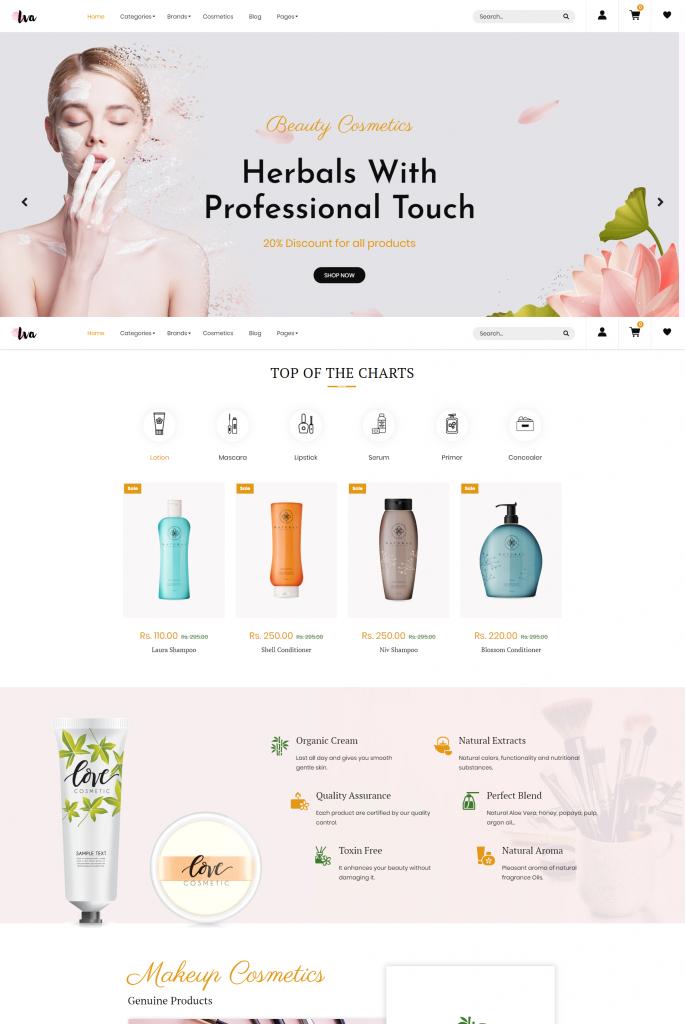 Iva
Home Categories Brands Cosmetics Blog Pages
Search...
0
Beauty Cosmetics
Herbals With
Professional Touch
20% Discount for all products
SHOP NOW
Iva
Home Categories Brands Cosmetics Blog Pages
Search...
0
TOP OF THE CHARTS
Lotion Mascara Lipstick Serum Primer Concealer
Sale Sale Sale Sale
NATURAL NATURAL NATURAL NATURAL
Rs. 110.00 Rs. 295.00 Rs. 250.00 Rs. 295.00 Rs. 250.00 Rs. 295.00 Rs. 220.00 Rs. 295.00
Laura Shampoo Shell Conditioner Niv Shampoo Blossom Conditioner
love
COSMETIC
SAMPLE TEXT
love
COSMETIC
Organic Cream
Last all day and gives you smooth
gentle skin.
Natural Extracts
Natural colors, functionality and nutritional
substances.
Quality Assurance
Each product are certified by our quality
control.
Perfect Blend
Natural Aloe Vera, honey, papaya, pulp,
argan oil...
Toxin Free
It enhances your beauty without
damaging it.
Natural Aroma
Pleasant aroma of natural
fragrance Oils.
Makeup Cosmetics
Genuine Products